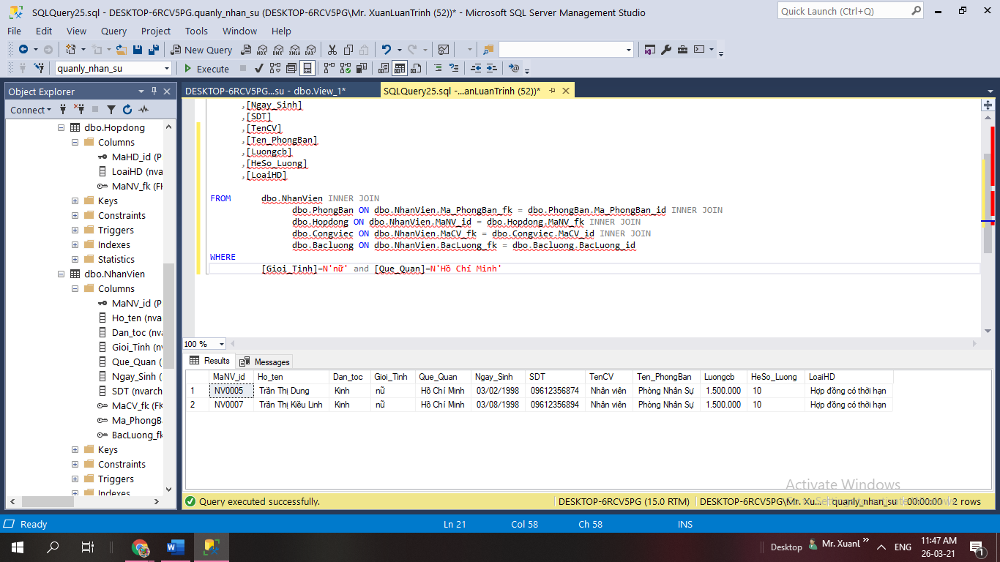 SQLQuery25.sql - DESKTOP-6RCV5PG.quanly_nhan_su (DESKTOP-6RCV5PG\Mr. XuanLuanTrinh (52))* - Microsoft SQL Server Management Studio
Quick Launch (Ctrl+Q)
File Edit View Query Project Tools Window Help
New Query MDX DMX XMLA DAX
quanly_nhan_su Execute
Object Explorer
DESKTOP-6RCV5PG...su - dbo.View_1*
SQLQuery25.sql -...anLuanTrinh (52))*
Connect
dbo.Hopdong
Columns
MaHD_id (P
LoaiHD (nva
MaNV_fk (FK
Keys
Constraints
Triggers
Indexes
Statistics
dbo.NhanVien
Columns
MaNV_id (P
Ho_ten (nva
Dan_toc (nva
Gioi_Tinh (nv
Que_Quan (
Ngay_Sinh (
SDT (nvarch
MaCV_fk (FK
Ma_PhongB
BacLuong_fk
Keys
Constraints
Triggers
Indexes
,[Ngay_Sinh]
,[SDT]
,[TenCV]
,[Ten_PhongBan]
,[Luongcb]
,[HeSo_Luong]
,[LoaiHD]
FROM dbo.NhanVien INNER JOIN
dbo.PhongBan ON dbo.NhanVien.Ma_PhongBan_fk = dbo.PhongBan.Ma_PhongBan_id INNER JOIN
dbo.Hopdong ON dbo.NhanVien.MaNV_id = dbo.Hopdong.MaNV_fk INNER JOIN
dbo.Congviec ON dbo.NhanVien.MaCV_fk = dbo.Congviec.MaCV_id INNER JOIN
dbo.Bacluong ON dbo.NhanVien.BacLuong_fk = dbo.Bacluong.BacLuong_id
WHERE
[Gioi_Tinh]=N'nữ' and [Que_Quan]=N'Hồ Chí Minh'
100 %
Results Messages
MaNV_id Ho_ten Dan_toc Gioi_Tinh Que_Quan Ngay_Sinh SDT TenCV Ten_PhongBan Luongcb HeSo_Luong LoaiHD
1 NV0005 Trần Thị Dung Kinh nữ Hồ Chí Minh 03/02/1998 09612356874 Nhân viên Phòng Nhân Sự 1.500.000 10 Hợp đồng có thời hạn
2 NV0007 Trần Thị Kiều Linh Kinh nữ Hồ Chí Minh 03/08/1998 09612356894 Nhân viên Phòng Nhân Sự 1.500.000 10 Hợp đồng có thời hạn
Activate Windows
Go to Settings to activate Windows.
Query executed successfully. DESKTOP-6RCV5PG (15.0 RTM) DESKTOP-6RCV5PG\Mr. Xu... quanly_nhan_su 00:00:00 2 rows
Ready Ln 21 Col 58 Ch 58 INS
Desktop Mr. XuanL ENG 11:47 AM
26-03-21
1